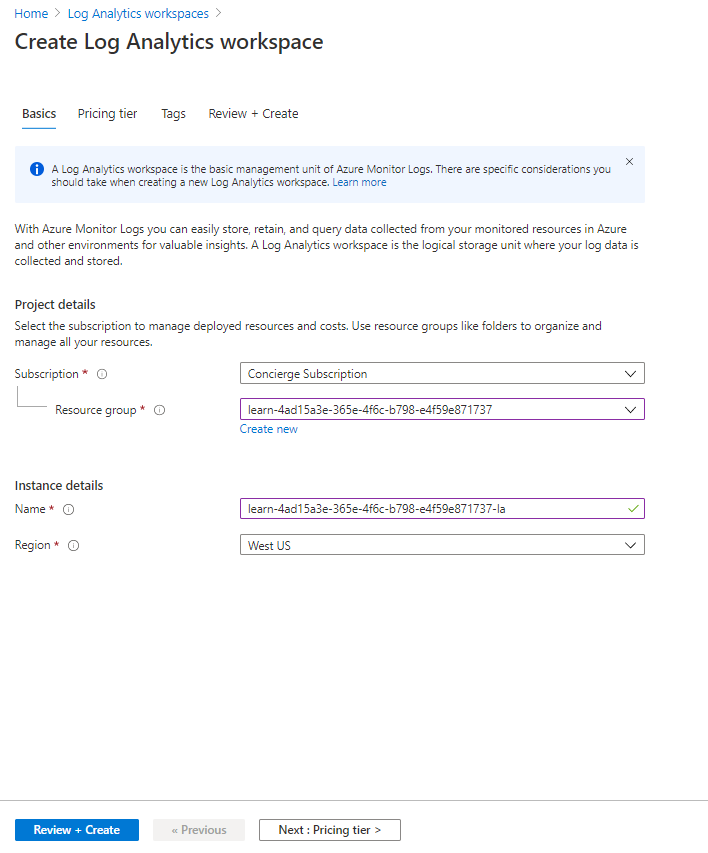 Home > Log Analytics workspaces >
Create Log Analytics workspace
Basics Pricing tier Tags Review + Create
A Log Analytics workspace is the basic management unit of Azure Monitor Logs. There are specific considerations you
should take when creating a new Log Analytics workspace. Learn more
With Azure Monitor Logs you can easily store, retain, and query data collected from your monitored resources in Azure
and other environments for valuable insights. A Log Analytics workspace is the logical storage unit where your log data is
collected and stored.
Project details
Select the subscription to manage deployed resources and costs. Use resource groups like folders to organize and
manage all your resources.
Subscription * Concierge Subscription
Resource group * learn-4ad15a3e-365e-4f6c-b798-e4f59e871737
Create new
Instance details
Name * learn-4ad15a3e-365e-4f6c-b798-e4f59e871737-la
Region * West US
Review + Create « Previous Next : Pricing tier >